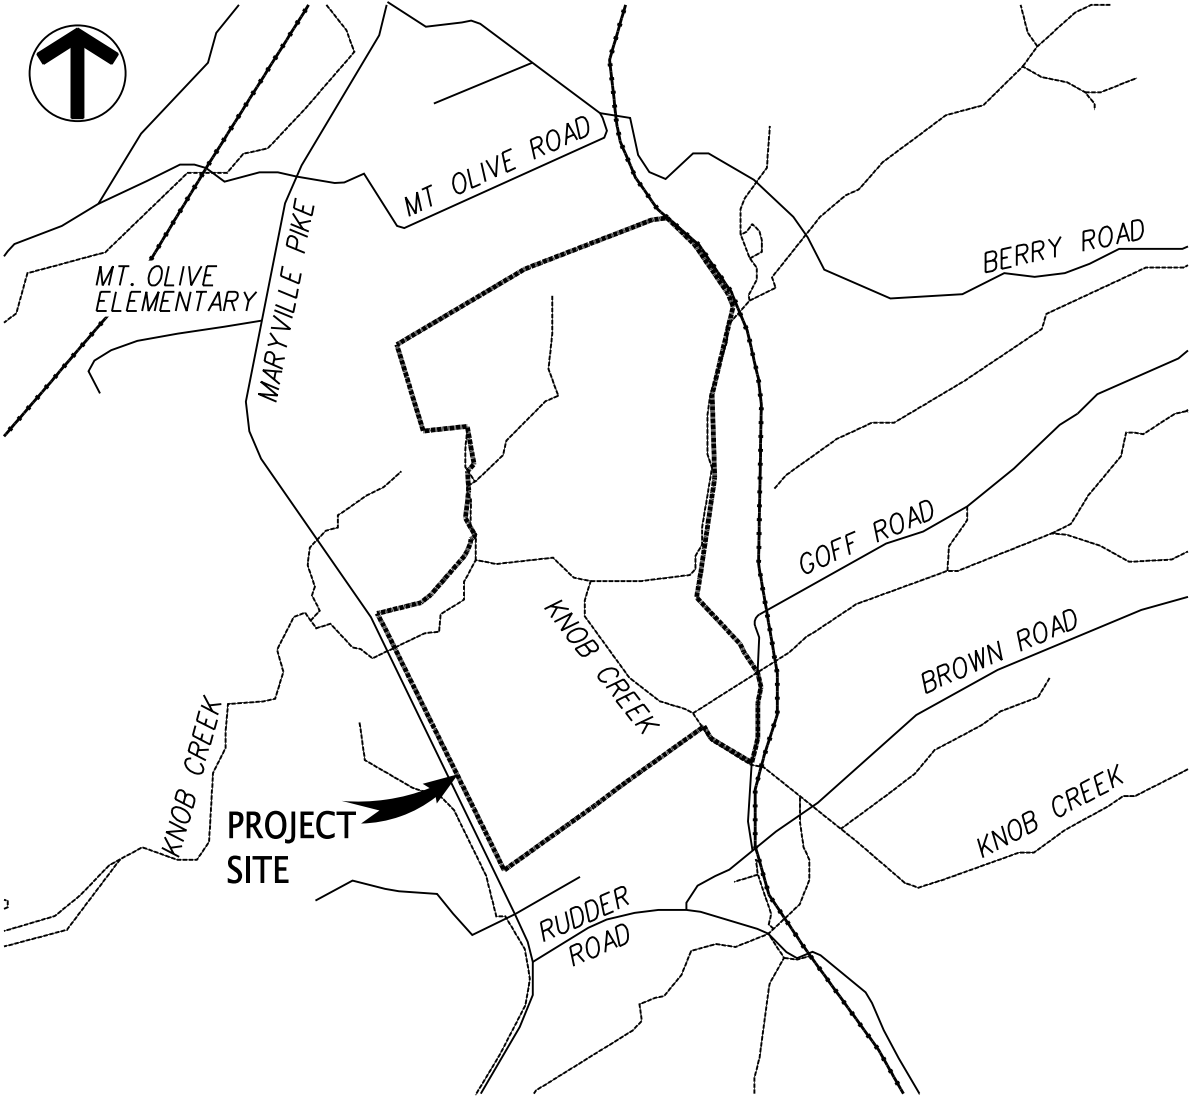 MT OLIVE ROAD
BERRY ROAD
MT. OLIVE
ELEMENTARY
MARYVILLE PIKE
GOFF ROAD
KNOB CREEK
BROWN ROAD
KNOB CREEK
PROJECT
SITE
KNOB CREEK
RUDDER
ROAD